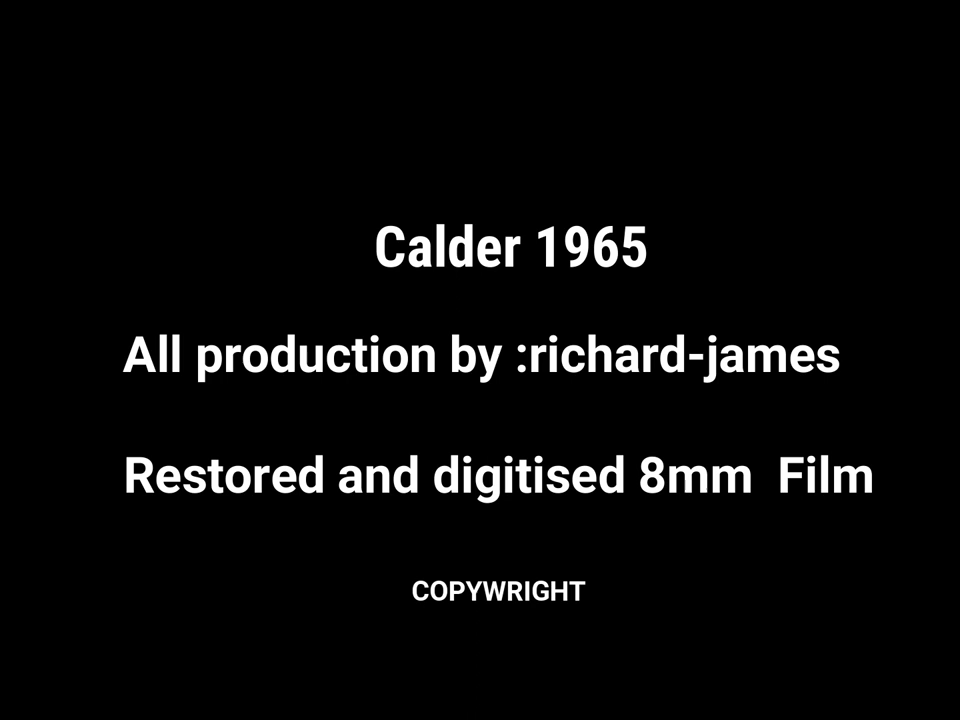 Calder 1965
All production by :richard-james
Restored and digitised 8mm  Film
COPYWRIGHT